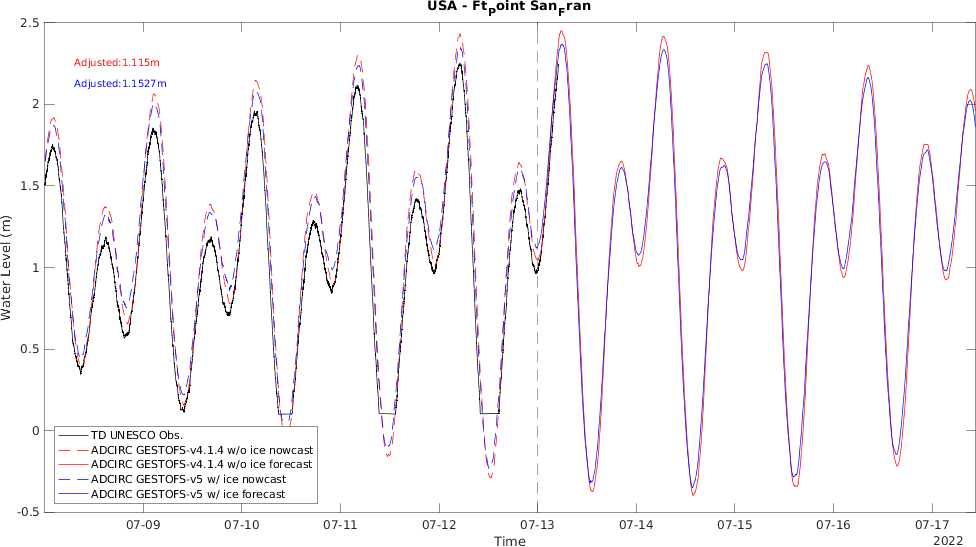 USA - FtPoint SanFran
2.5
Adjusted:1.115m
Adjusted:1.1527m
2
1.5
1
0.5
0
-0.5
Water Level (m)
TD UNESCO Obs.
ADCIRC GESTOFS-v4.1.4 w/o ice nowcast
ADCIRC GESTOFS-v4.1.4 w/o ice forecast
ADCIRC GESTOFS-v5 w/ ice nowcast
ADCIRC GESTOFS-v5 w/ ice forecast
07-09 07-10 07-11 07-12 07-13 07-14 07-15 07-16 07-17
Time
2022